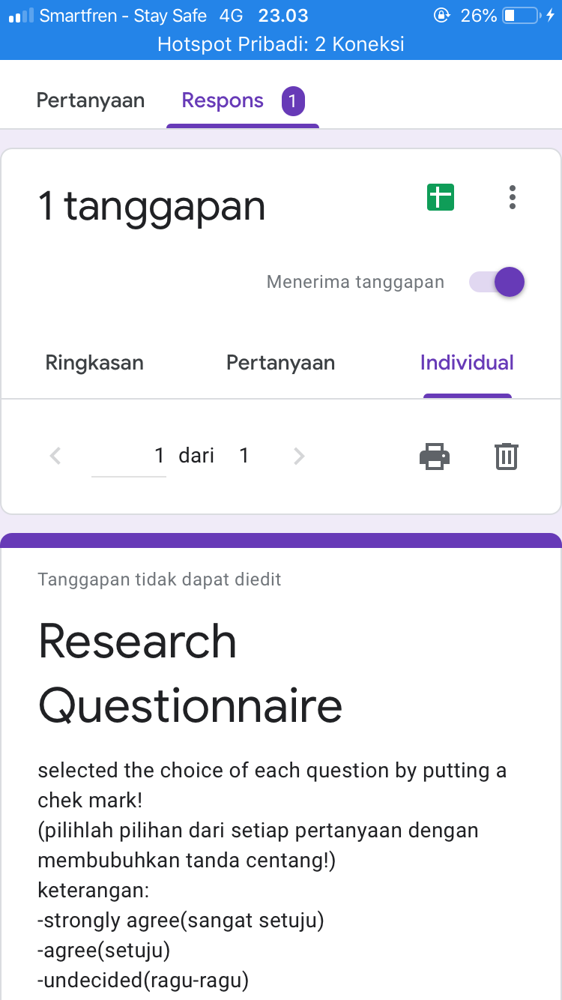 Smartfren - Stay Safe 4G 23.03 26%
Hotspot Pribadi: 2 Koneksi
Pertanyaan Respons 1
1 tanggapan
Menerima tanggapan
Ringkasan Pertanyaan Individual
1 dari 1
Tanggapan tidak dapat diedit
Research
Questionnaire
selected the choice of each question by putting a
chek mark!
(pilihlah pilihan dari setiap pertanyaan dengan
membubuhkan tanda centang!)
keterangan:
-strongly agree(sangat setuju)
-agree(setuju)
-undecided(ragu-ragu)